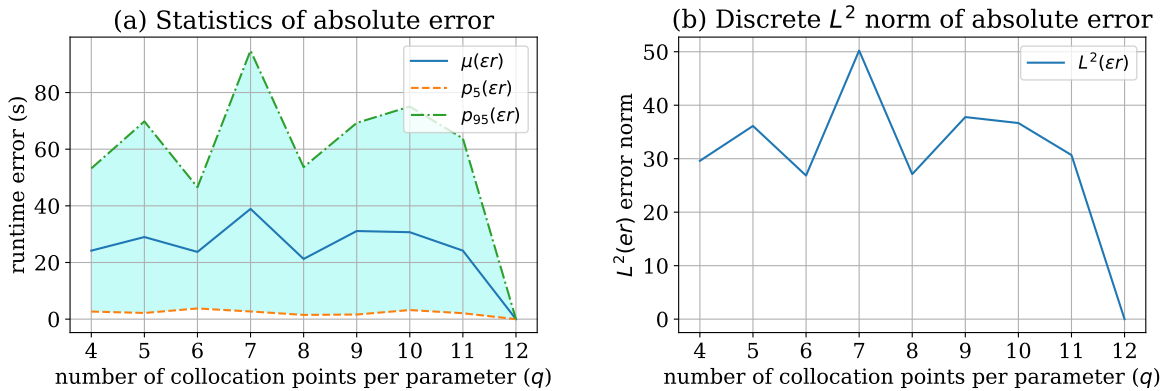 (a) Statistics of absolute error
80
60
40
20
0
runtime error (s)
μ(εr)
p5(εr)
p95(εr)
4 5 6 7 8 9 10 11 12
number of collocation points per parameter (q)
(b) Discrete L² norm of absolute error
50
40
30
20
10
0
L²(er) error norm
L²(εr)
4 5 6 7 8 9 10 11 12
number of collocation points per parameter (q)